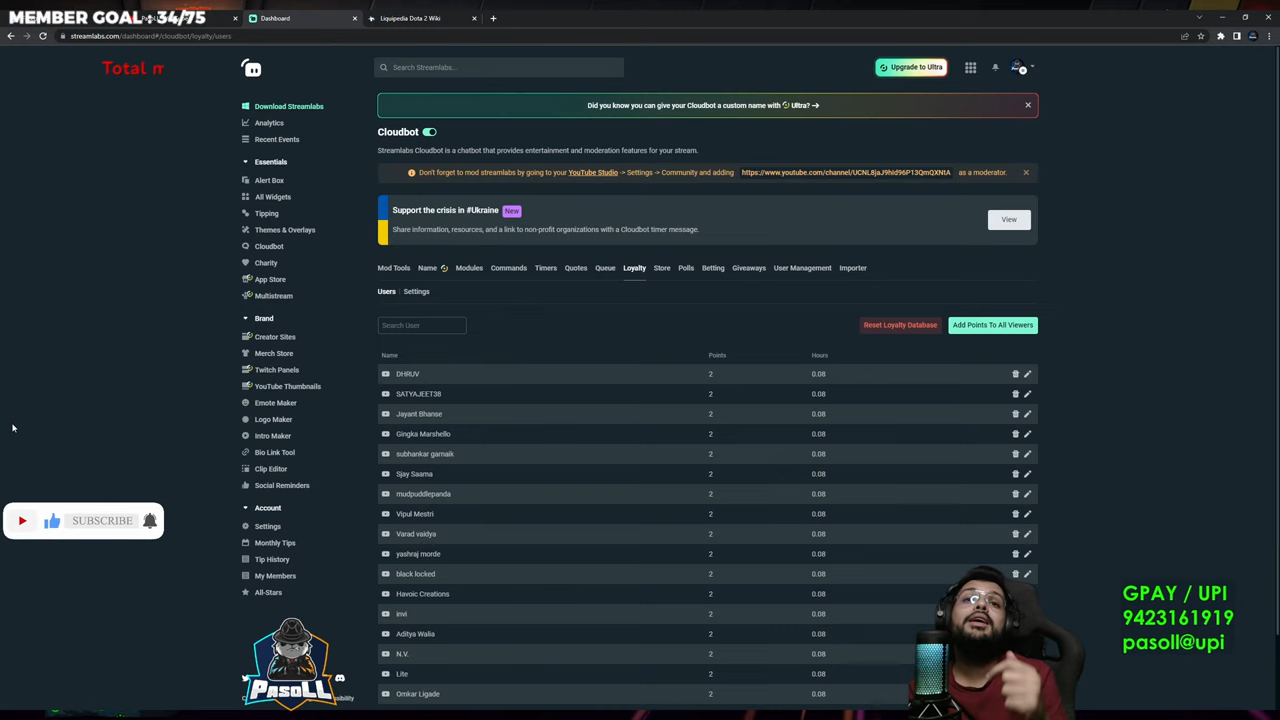 MEMBER GOAL : 34/75
Dashboard
Liquipedia Dota 2 Wiki
streamlabs.com/dashboard#/cloudbot/loyalty/users
Total m
Search Streamlabs...
Upgrade to Ultra
Download Streamlabs
Analytics
Recent Events
Essentials
Alert Box
All Widgets
Tipping
Themes & Overlays
Cloudbot
Charity
App Store
Multistream
Brand
Creator Sites
Merch Store
Twitch Panels
YouTube Thumbnails
Emote Maker
Logo Maker
Intro Maker
Bio Link Tool
Clip Editor
Social Reminders
Account
Settings
Monthly Tips
Tip History
My Members
All-Stars
Did you know you can give your Cloudbot a custom name with Ultra? →
Cloudbot
Streamlabs Cloudbot is a chatbot that provides entertainment and moderation features for your stream.
Don't forget to mod streamlabs by going to your YouTube Studio -> Settings -> Community and adding https://www.youtube.com/channel/UCNL8jaJ9hId96P13QmQXNtA as a moderator.
Support the crisis in #Ukraine New
Share information, resources, and a link to non-profit organizations with a Cloudbot timer message.
View
Mod Tools Name Modules Commands Timers Quotes Queue Loyalty Store Polls Betting Giveaways User Management Importer
Users Settings
Search User
Reset Loyalty Database
Add Points To All Viewers
Name Points Hours
DHRUV 2 0.08
SATYAJEET38 2 0.08
Jayant Bhanse 2 0.08
Gingka Marshello 2 0.08
subhankar garnaik 2 0.08
Sjay Saama 2 0.08
mudpuddlepanda 2 0.08
Vipul Mestri 2 0.08
Varad vaidya 2 0.08
yashraj morde 2 0.08
black locked 2 0.08
Havoic Creations 2 0.08
invi 2 0.08
Aditya Walia 2 0.08
N.V. 2 0.08
Lite 2 0.08
Omkar Ligade 2 0.08
SUBSCRIBE
PASOLL
GPAY / UPI
9423161919
pasoll@upi